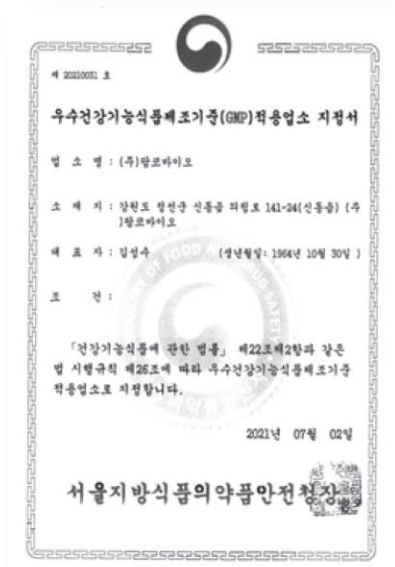 제 20210031 호
우수건강기능식품제조기준(GMP)적용업소 지정서
업 소 명 : (주)팜코바이오
소 재 지 : 강원도 정선군 신동읍 의림로 141-24(신동읍) (주
)팜코바이오
대 표 자 : 김성수 (생년월일: 1964년 10월 30일 )
조 건 :
「건강기능식품에 관한 법률」 제22조제2항과 같은
법 시행규칙 제26조에 따라 우수건강기능식품제조기준
적용업소로 지정합니다.
2021년 07월 02일
서울지방식품의약품안전청장